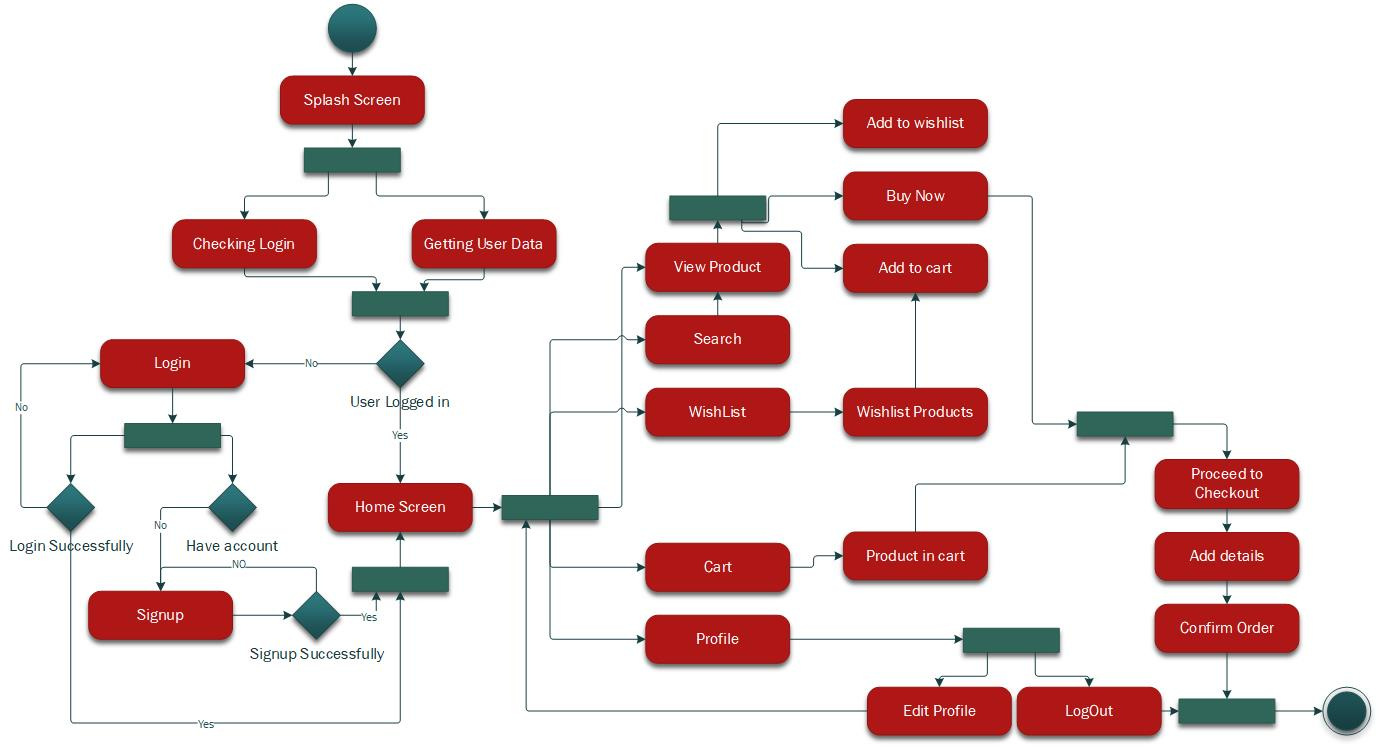 Splash Screen
Add to wishlist
Buy Now
Checking Login
Getting User Data
View Product
Add to cart
Search
Login
No
User Logged in
No
WishList
Wishlist Products
Yes
Proceed to
Checkout
Home Screen
No
Login Successfully
Have account
Add details
Product in cart
NO
Cart
Signup
Yes
Confirm Order
Profile
Signup Successfully
Edit Profile
LogOut
Yes